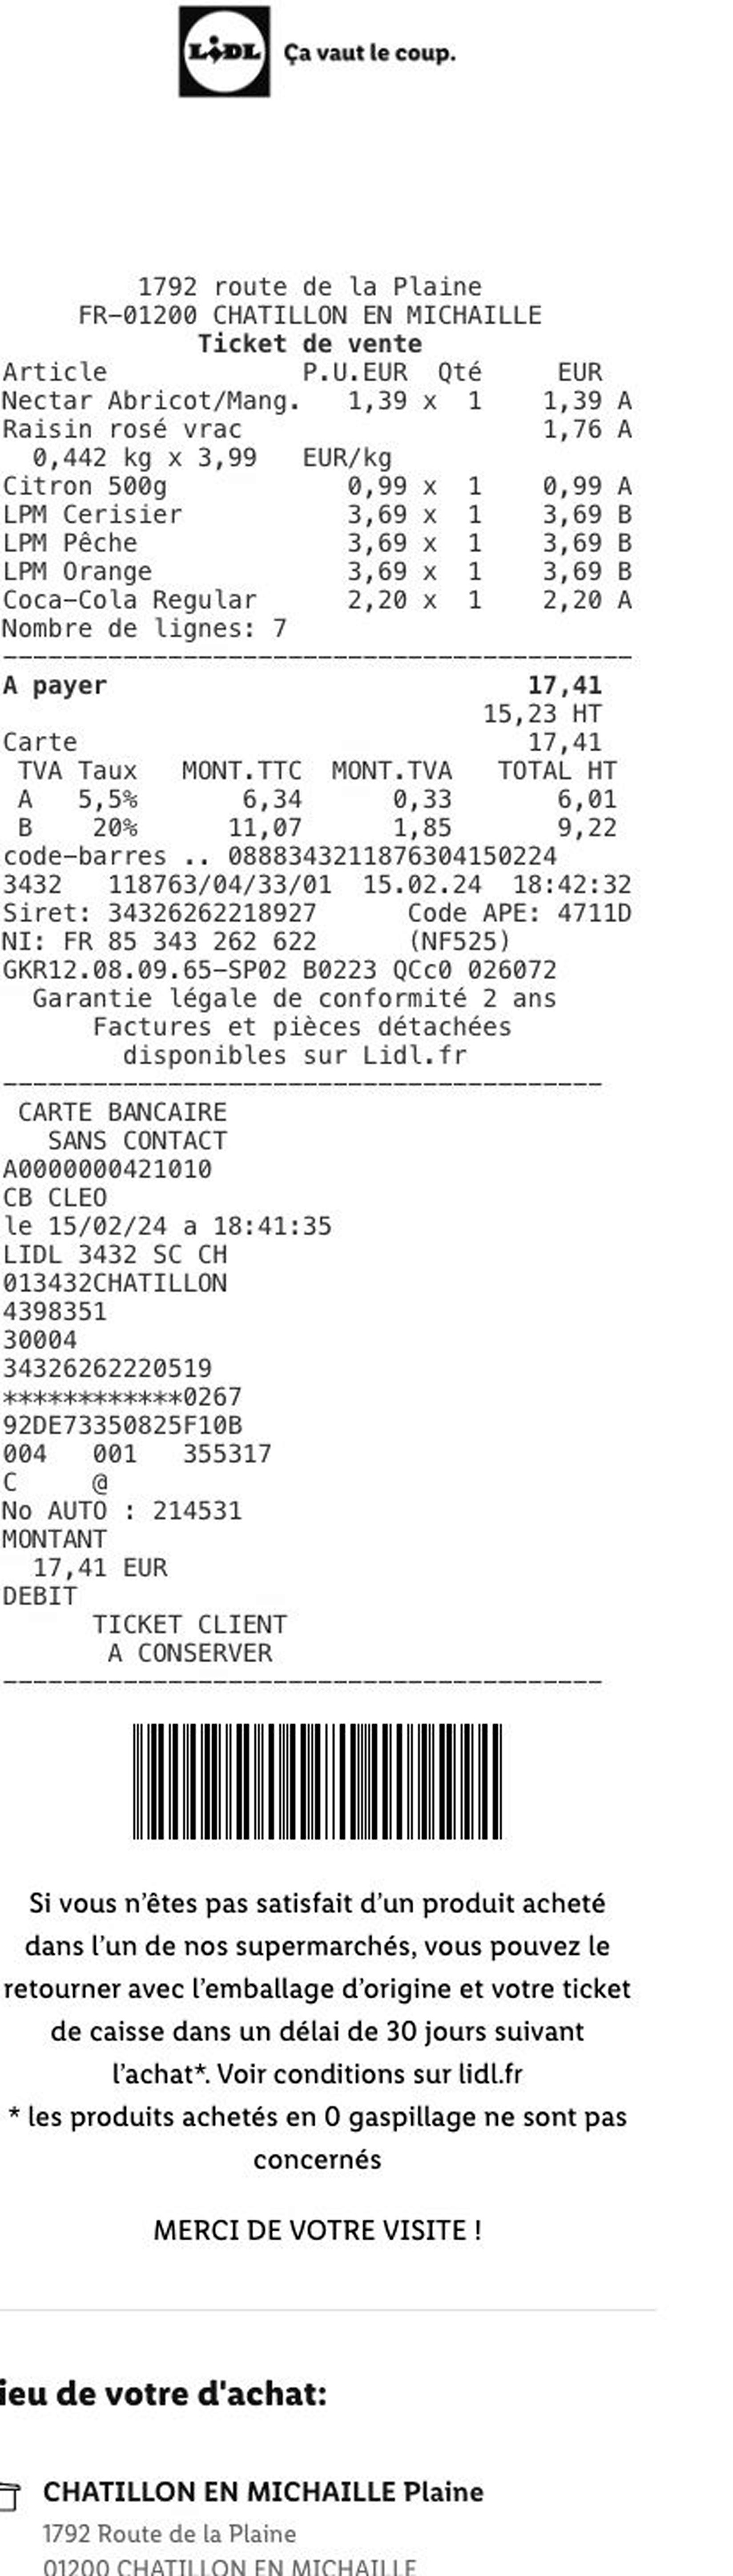 LiDL Ça vaut le coup.
1792 route de la Plaine
FR-01200 CHATILLON EN MICHAILLE
Ticket de vente
Article P.U.EUR Qté EUR
Nectar Abricot/Mang. 1,39 x 1 1,39 A
Raisin rosé vrac 1,76 A
0,442 kg x 3,99 EUR/kg
Citron 500g 0,99 x 1 0,99 A
LPM Cerisier 3,69 x 1 3,69 B
LPM Pêche 3,69 x 1 3,69 B
LPM Orange 3,69 x 1 3,69 B
Coca-Cola Regular 2,20 x 1 2,20 A
Nombre de lignes: 7
------------------------------------------
A payer 17,41
15,23 HT
Carte 17,41
TVA Taux MONT.TTC MONT.TVA TOTAL HT
A 5,5% 6,34 0,33 6,01
B 20% 11,07 1,85 9,22
code-barres .. 0888343211876304150224
3432 118763/04/33/01 15.02.24 18:42:32
Siret: 34326262218927 Code APE: 4711D
NI: FR 85 343 262 622 (NF525)
GKR12.08.09.65-SP02 B0223 QCc0 026072
Garantie légale de conformité 2 ans
Factures et pièces détachées
disponibles sur Lidl.fr
----------------------------------------
CARTE BANCAIRE
SANS CONTACT
A0000000421010
CB CLEO
le 15/02/24 a 18:41:35
LIDL 3432 SC CH
013432CHATILLON
4398351
30004
34326262220519
************0267
92DE73350825F10B
004 001 355317
C @
No AUTO : 214531
MONTANT
17,41 EUR
DEBIT
TICKET CLIENT
A CONSERVER
----------------------------------------
Si vous n’êtes pas satisfait d’un produit acheté
dans l’un de nos supermarchés, vous pouvez le
retourner avec l’emballage d’origine et votre ticket
de caisse dans un délai de 30 jours suivant
l’achat*. Voir conditions sur lidl.fr
* les produits achetés en 0 gaspillage ne sont pas
concernés
MERCI DE VOTRE VISITE !
ieu de votre d'achat:
CHATILLON EN MICHAILLE Plaine
1792 Route de la Plaine
01200 CHATILLON EN MICHAILLE